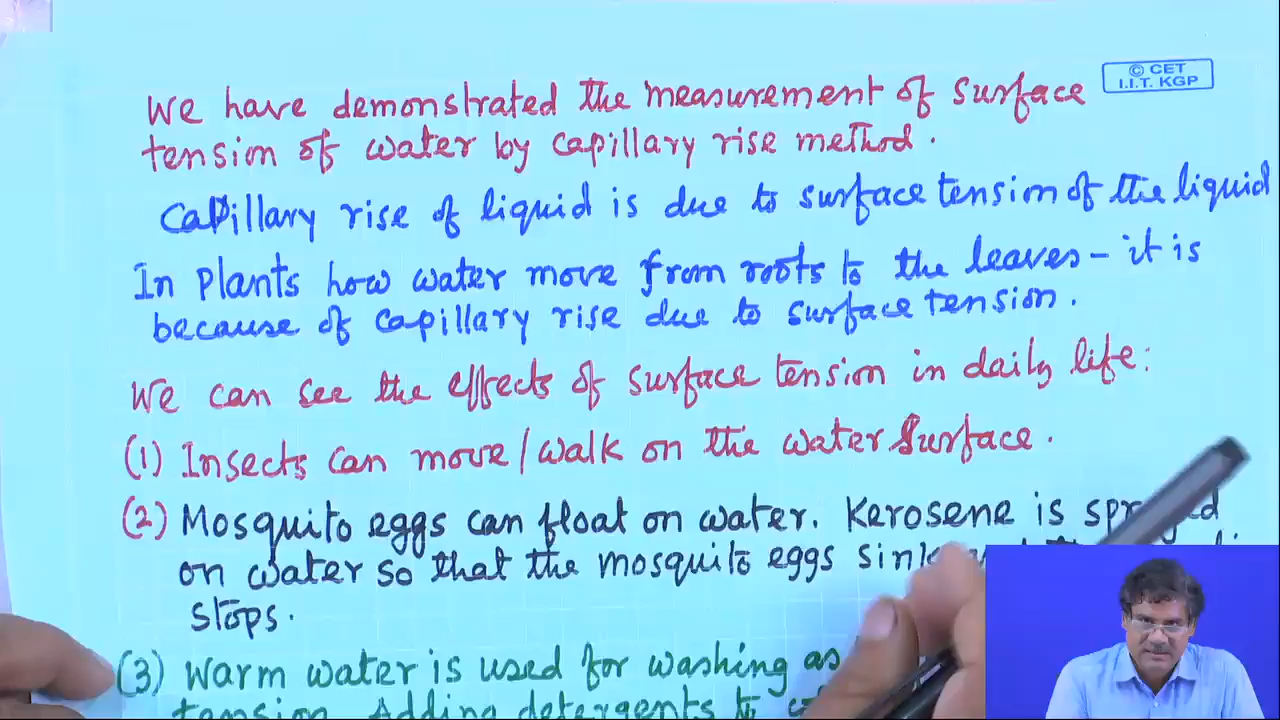 © CET
I.I.T. KGP
We have demonstrated the measurement of surface
tension of water by capillary rise method.
Capillary rise of liquid is due to surface tension of the liquid
In plants how water move from roots to the leaves – it is
because of capillary rise due to surface tension.
We can see the effects of surface tension in daily life:
(1) Insects can move/walk on the water surface.
(2) Mosquito eggs can float on water. Kerosene is
on water so that the mosquito eggs sink
stops.
(3) Warm water is used for washing as
tension. Adding detergents to